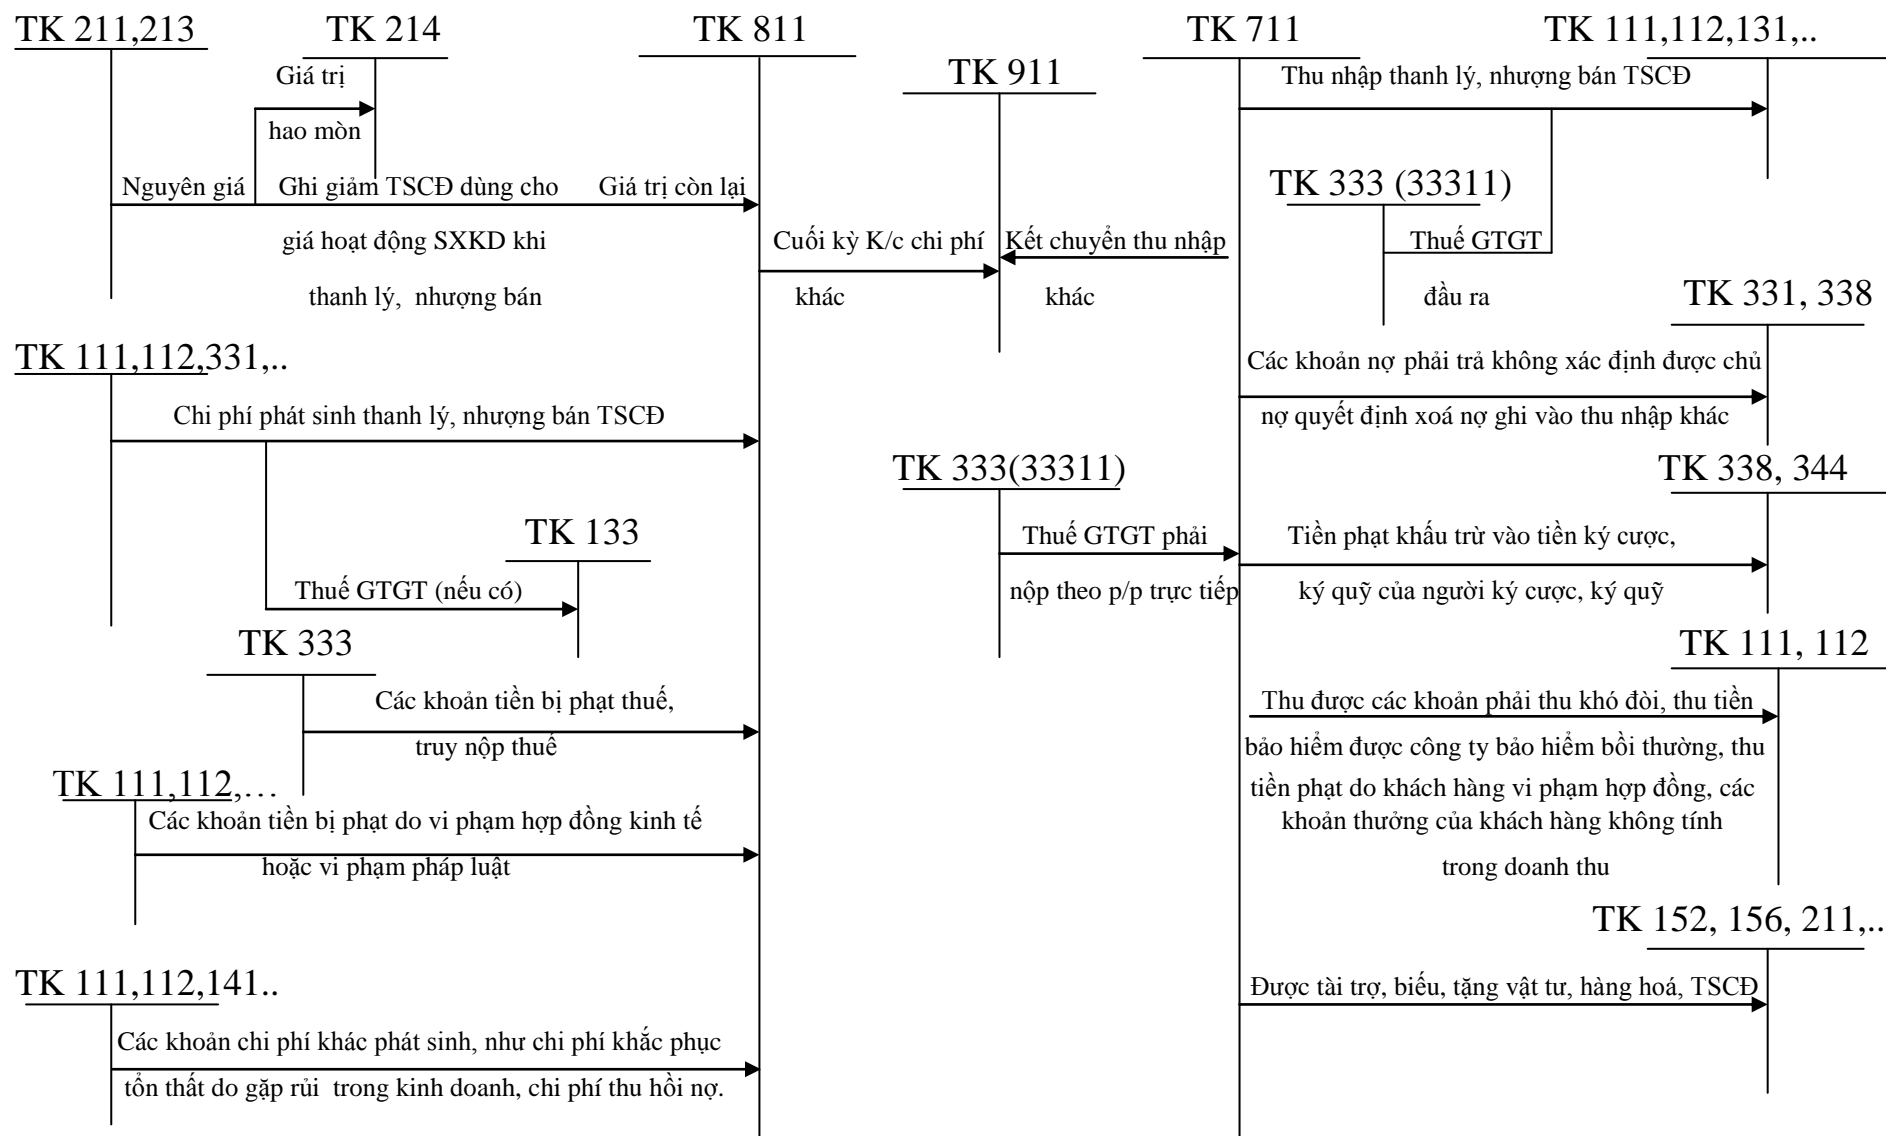 TK 211,213
TK 214
TK 811
TK 711
TK 111,112,131,..
TK 911
Giá trị
hao mòn
Thu nhập thanh lý, nhượng bán TSCĐ
Nguyên giá
Ghi giảm TSCĐ dùng cho
Giá trị còn lại
TK 333 (33311)
giá hoạt động SXKD khi
Cuối kỳ K/c chi phí
Kết chuyển thu nhập
Thuế GTGT
thanh lý, nhượng bán
khác
khác
đầu ra
TK 331, 338
TK 111,112,331,..
Các khoản nợ phải trả không xác định được chủ
Chi phí phát sinh thanh lý, nhượng bán TSCĐ
nợ quyết định xoá nợ ghi vào thu nhập khác
TK 333(33311)
TK 338, 344
TK 133
Thuế GTGT phải
Tiền phạt khấu trừ vào tiền ký cược,
Thuế GTGT (nếu có)
nộp theo p/p trực tiếp
ký quỹ của người ký cược, ký quỹ
TK 333
TK 111, 112
Các khoản tiền bị phạt thuế,
Thu được các khoản phải thu khó đòi, thu tiền
truy nộp thuế
bảo hiểm được công ty bảo hiểm bồi thường, thu
TK 111,112,…
tiền phạt do khách hàng vi phạm hợp đồng, các
Các khoản tiền bị phạt do vi phạm hợp đồng kinh tế
khoản thưởng của khách hàng không tính
hoặc vi phạm pháp luật
trong doanh thu
TK 152, 156, 211,..
TK 111,112,141..
Được tài trợ, biếu, tặng vật tư, hàng hoá, TSCĐ
Các khoản chi phí khác phát sinh, như chi phí khắc phục
tổn thất do gặp rủi trong kinh doanh, chi phí thu hồi nợ.